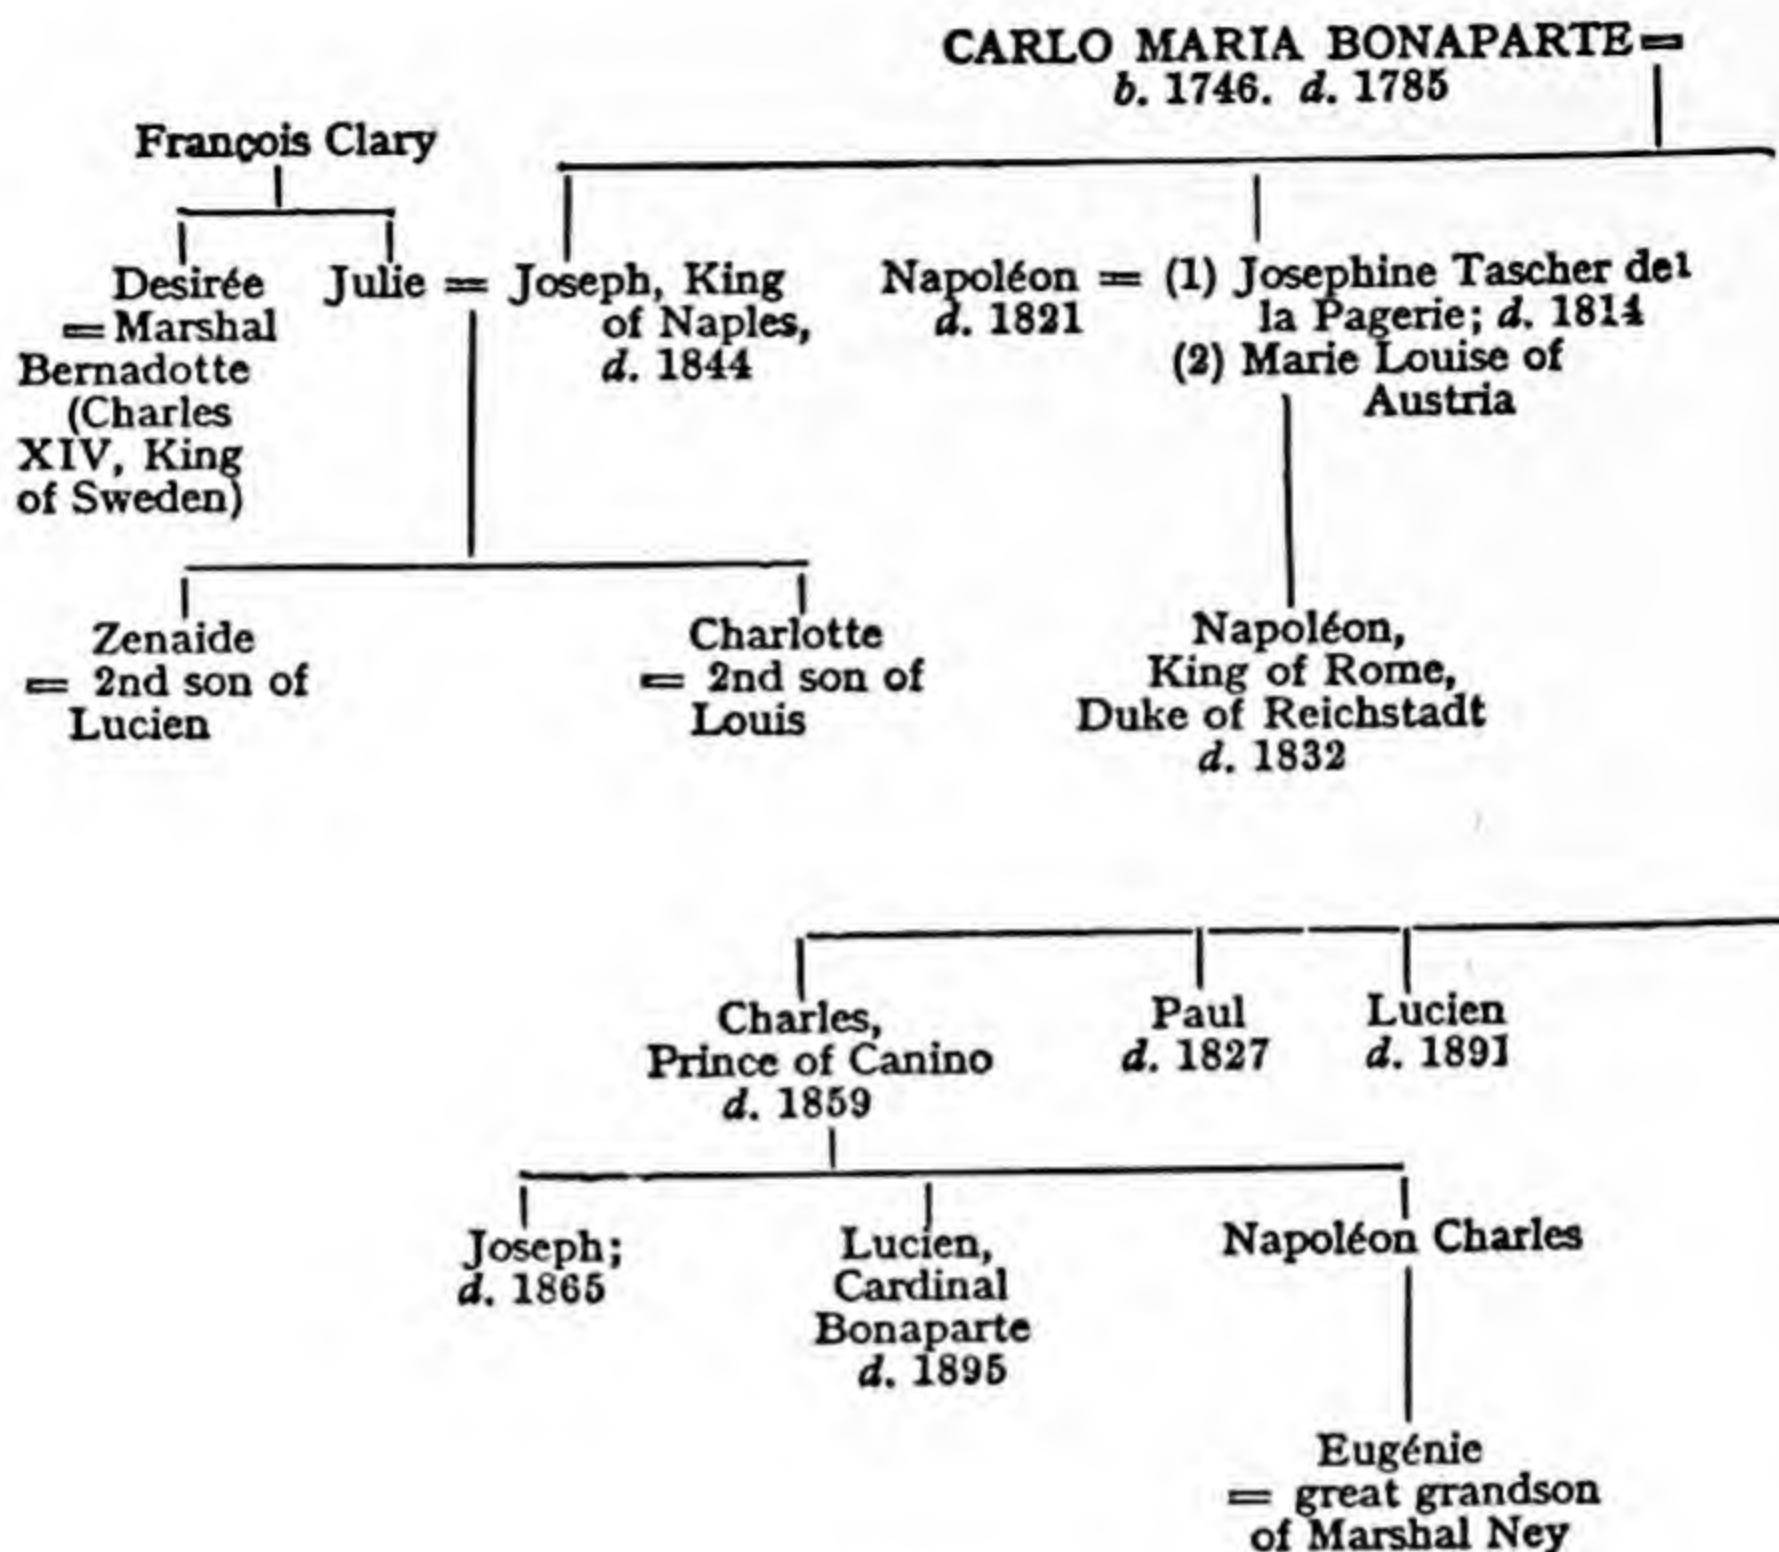 CARLO MARIA BONAPARTE=
b. 1746. d. 1785
François Clary
Desirée
= Marshal
Bernadotte
(Charles
XIV, King
of Sweden)
Julie = Joseph, King
of Naples,
d. 1844
Napoléon = (1) Josephine Tascher del
d. 1821
la Pagerie; d. 1814
(2) Marie Louise of
Austria
Zenaide
= 2nd son of
Lucien
Charlotte
= 2nd son of
Louis
Napoléon,
King of Rome,
Duke of Reichstadt
d. 1832
Charles,
Prince of Canino
d. 1859
Paul
d. 1827
Lucien
d. 1891
Joseph;
d. 1865
Lucien,
Cardinal
Bonaparte
d. 1895
Napoléon Charles
Eugénie
= great grandson
of Marshal Ney